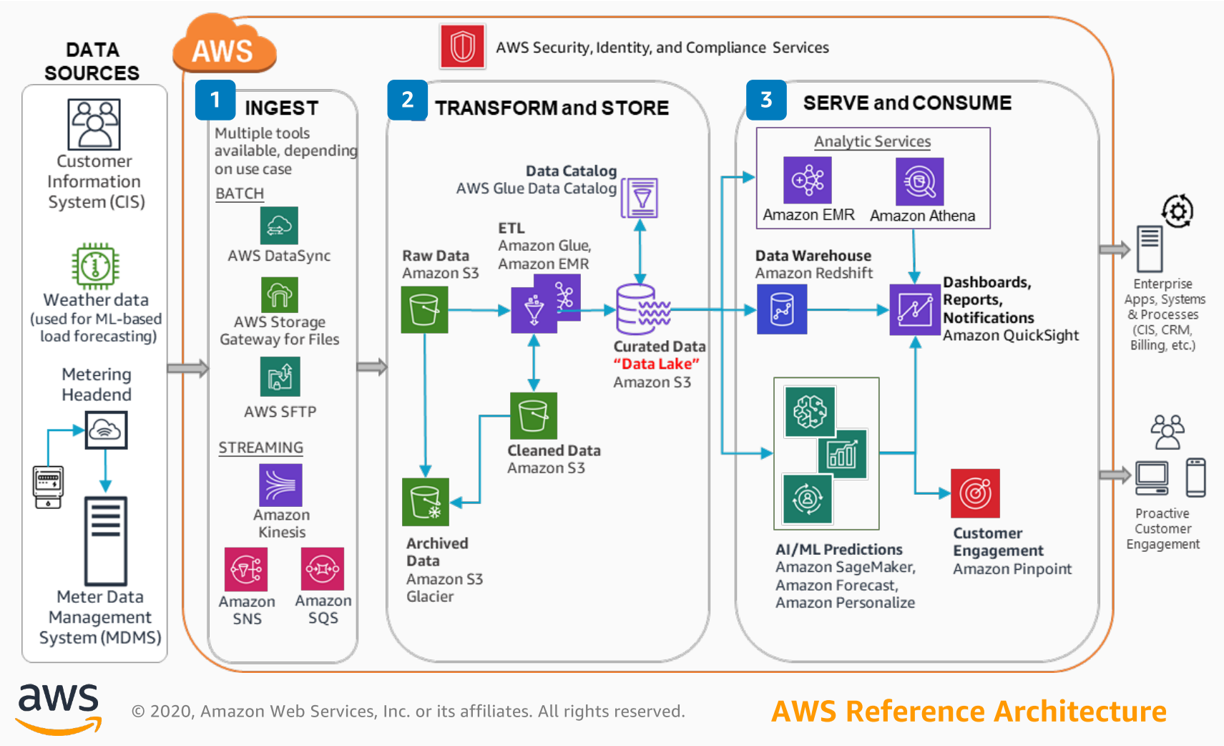 DATA
SOURCES
Customer
Information
System (CIS)
Weather data
(used for ML-based
load forecasting)
Metering
Headend
Meter Data
Management
System (MDMS)
AWS
AWS Security, Identity, and Compliance Services
1
INGEST
Multiple tools
available, depending
on use case
BATCH
AWS DataSync
AWS Storage
Gateway for Files
AWS SFTP
STREAMING
Amazon
Kinesis
Amazon
SNS
Amazon
SQS
2
TRANSFORM and STORE
Data Catalog
AWS Glue Data Catalog
ETL
Amazon Glue,
Amazon EMR
Raw Data
Amazon S3
Curated Data
“Data Lake”
Amazon S3
Cleaned Data
Amazon S3
Archived
Data
Amazon S3
Glacier
3
SERVE and CONSUME
Analytic Services
Amazon EMR
Amazon Athena
Data Warehouse
Amazon Redshift
Dashboards,
Reports,
Notifications
Amazon QuickSight
AI/ML Predictions
Amazon SageMaker,
Amazon Forecast,
Amazon Personalize
Customer
Engagement
Amazon Pinpoint
Enterprise
Apps, Systems
& Processes
(CIS, CRM,
Billing, etc.)
Proactive
Customer
Engagement
aws
© 2020, Amazon Web Services, Inc. or its affiliates. All rights reserved.
AWS Reference Architecture